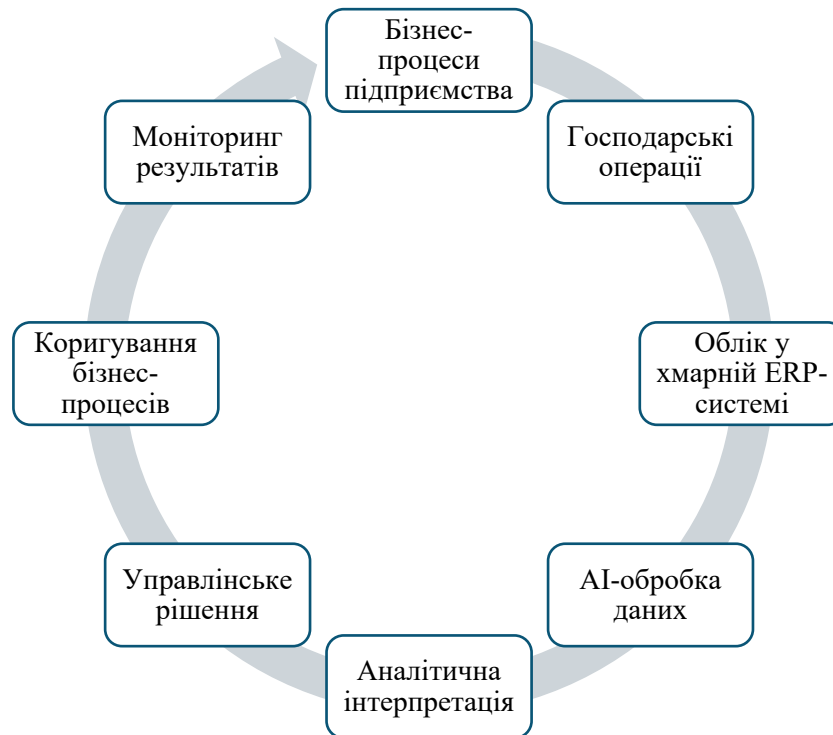 Бізнес-
процеси
підприємства
Господарські
операції
Облік у
хмарній ERP-
системі
AI-обробка
даних
Аналітична
інтерпретація
Управлінське
рішення
Коригування
бізнес-
процесів
Моніторинг
результатів